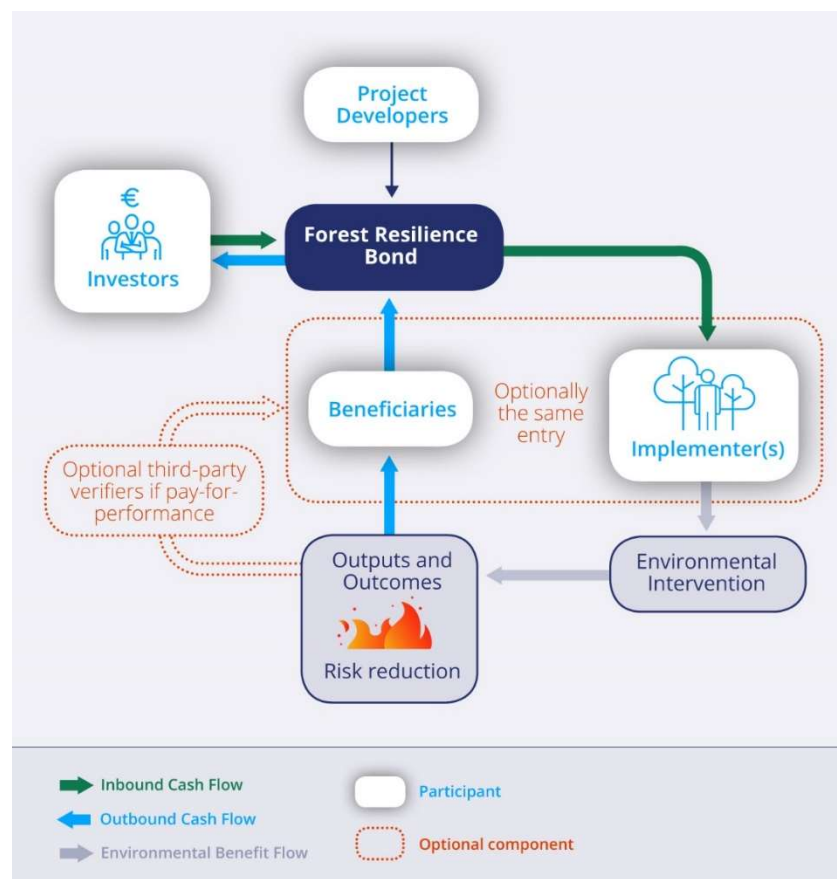 Project
Developers
€
Investors
Forest Resilience
Bond
Beneficiaries
Optionally
the same
entry
Implementer(s)
Optional third-party
verifiers if pay-for-
performance
Outputs and
Outcomes
Risk reduction
Environmental
Intervention
Inbound Cash Flow
Participant
Outbound Cash Flow
Optional component
Environmental Benefit Flow